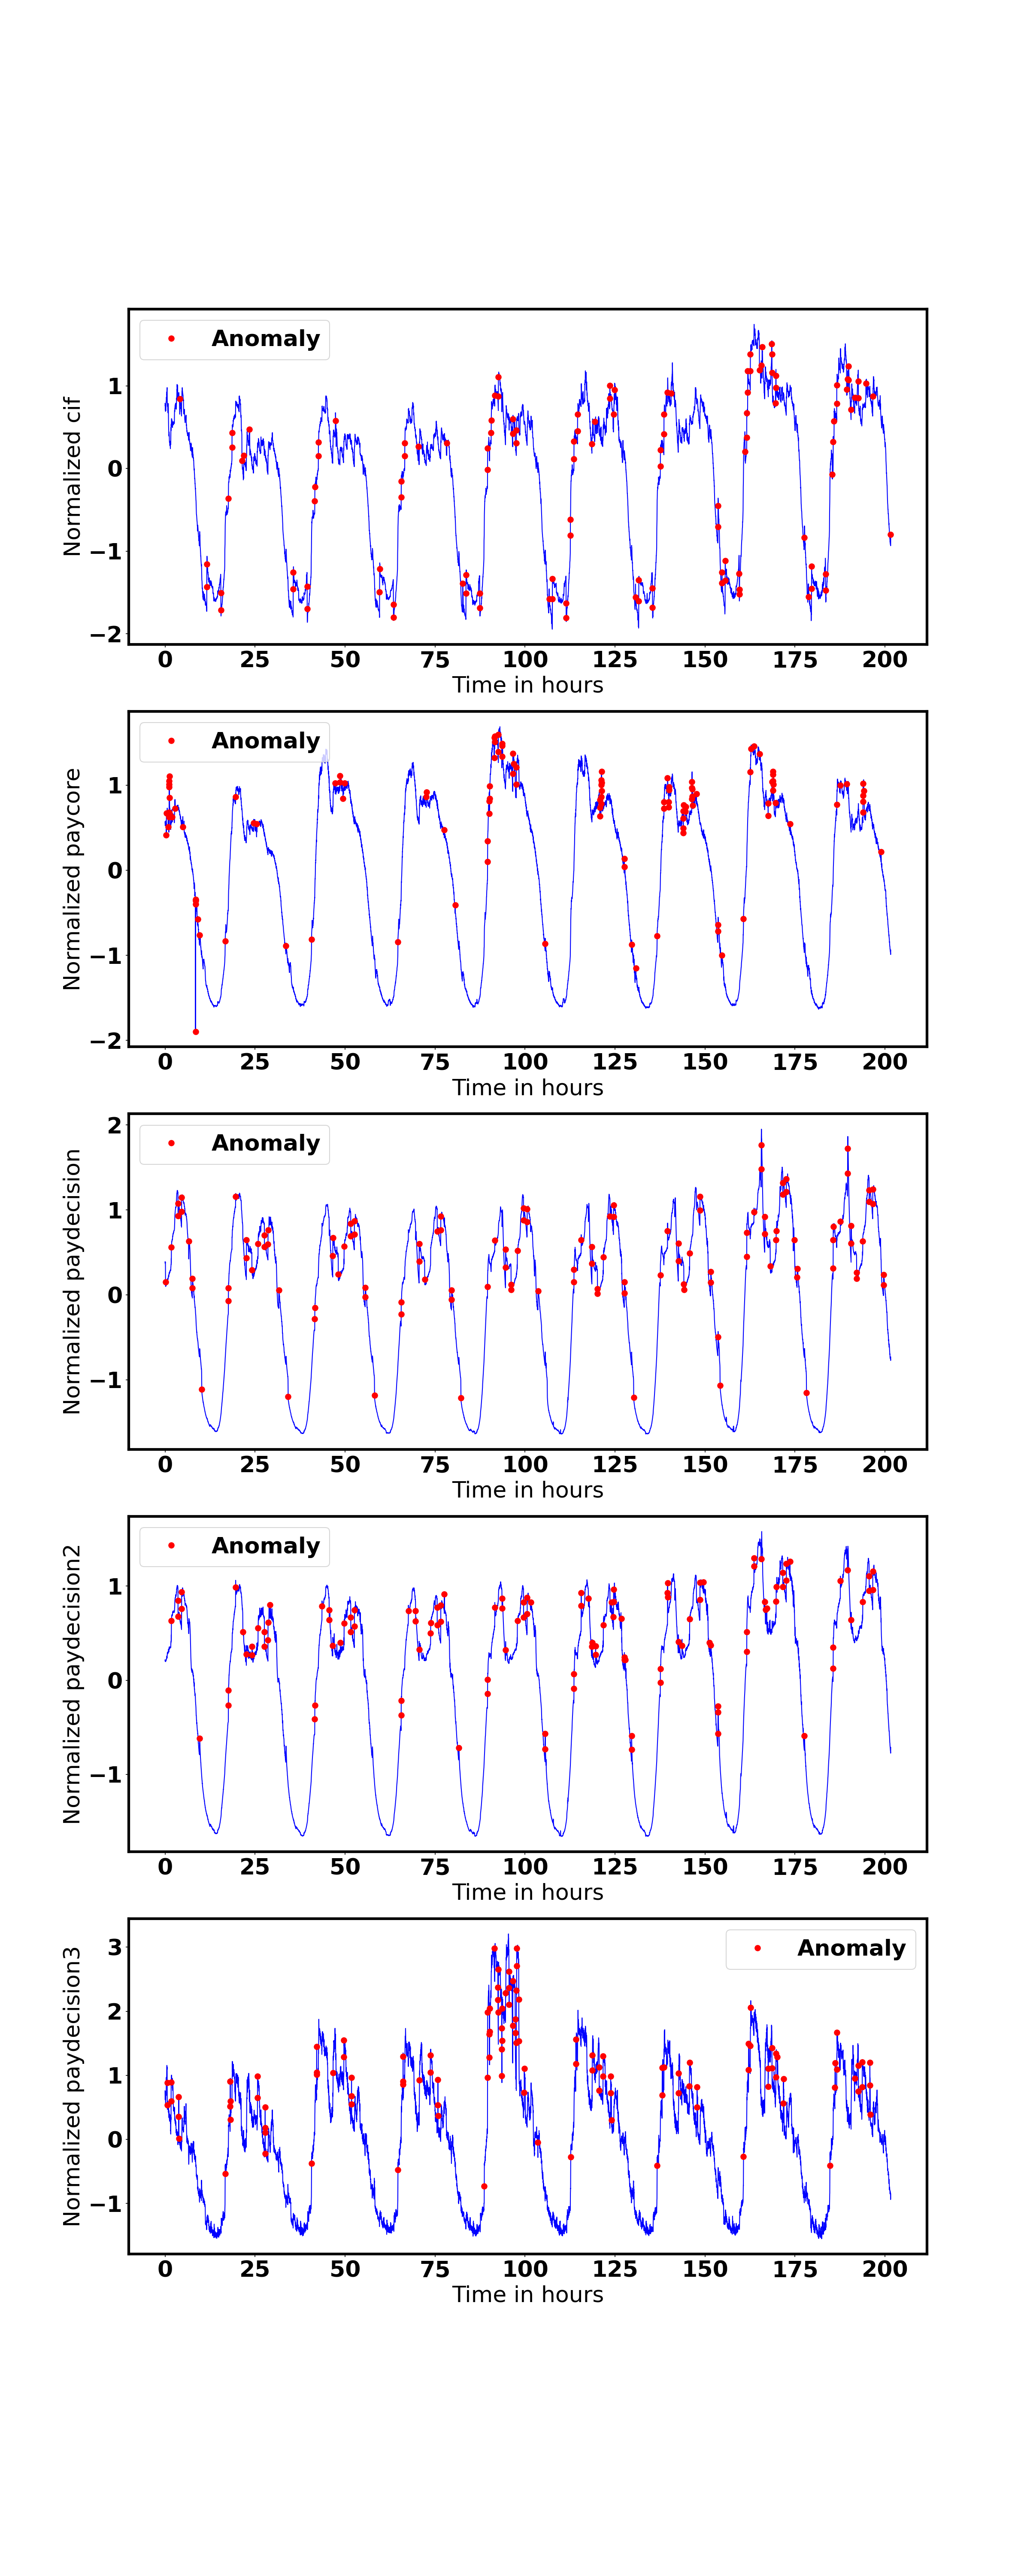 Anomaly
Normalized cif
1
0
−1
−2
0 25 50 75 100 125 150 175 200
Time in hours
Anomaly
Normalized paycore
1
0
−1
−2
0 25 50 75 100 125 150 175 200
Time in hours
Anomaly
Normalized paydecision
2
1
0
−1
0 25 50 75 100 125 150 175 200
Time in hours
Anomaly
Normalized paydecision2
1
0
−1
0 25 50 75 100 125 150 175 200
Time in hours
Anomaly
Normalized paydecision3
3
2
1
0
−1
0 25 50 75 100 125 150 175 200
Time in hours